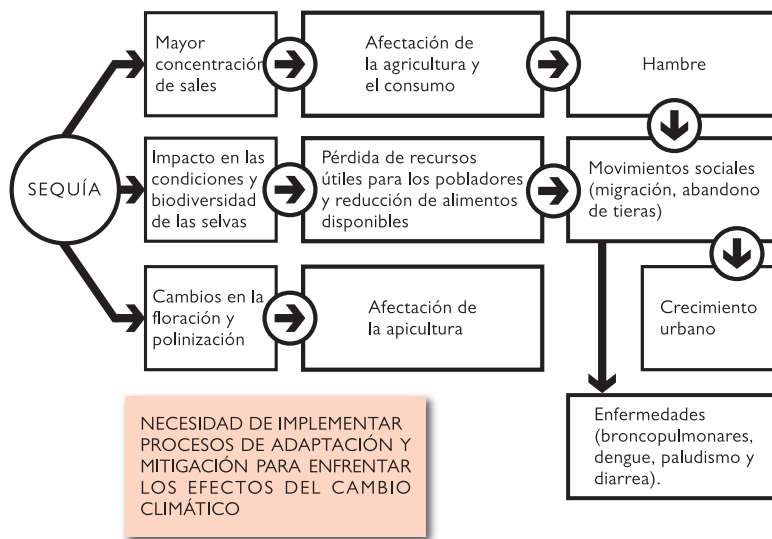 Mayor
concentración
de sales
Afectación de
la agricultura y
el consumo
Hambre
SEQUÍA
Impacto en las
condiciones y
biodiversidad
de las selvas
Pérdida de recursos
útiles para los pobladores
y reducción de alimentos
disponibles
Movimientos sociales
(migración, abandono
de tieras)
Cambios en la
floración y
polinización
Afectación de
la apicultura
Crecimiento
urbano
Enfermedades
(broncopulmonares,
dengue, paludismo y
diarrea).
NECESIDAD DE IMPLEMENTAR
PROCESOS DE ADAPTACIÓN Y
MITIGACIÓN PARA ENFRENTAR
LOS EFECTOS DEL CAMBIO
CLIMÁTICO